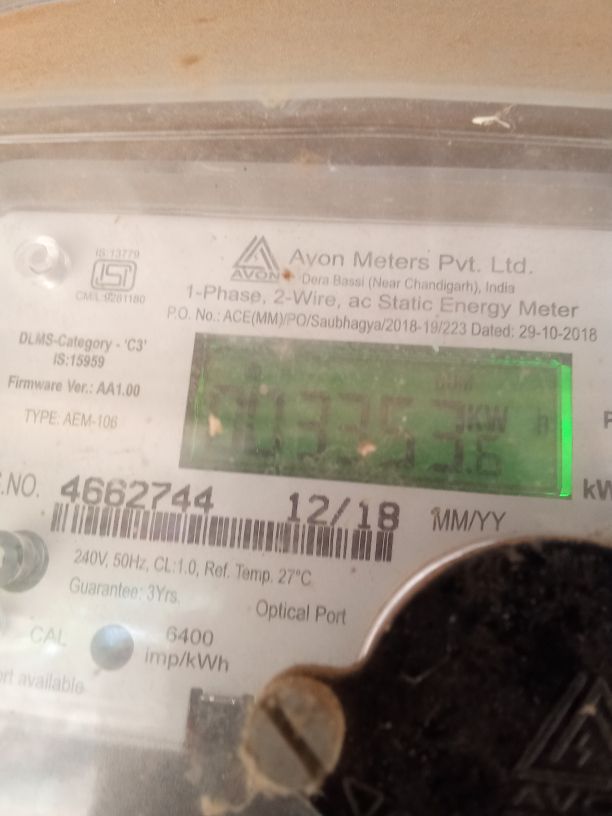 IS:13779
ISI
CM/L:9281180
AVON
Avon Meters Pvt. Ltd.
Dera Bassi (Near Chandigarh), India
1-Phase, 2-Wire, ac Static Energy Meter
P.O. No.: ACE(MM)/PO/Saubhagya/2018-19/223 Dated: 29-10-2018
DLMS-Category - 'C3'
IS:15959
Firmware Ver.: AA1.00
TYPE: AEM-106
KW h
.NO. 4662744 12/18 MM/YY
240V, 50Hz, CL:1.0, Ref. Temp. 27°C
Guarantee: 3Yrs.
Optical Port
CAL
6400
imp/kWh
ort available
AVON